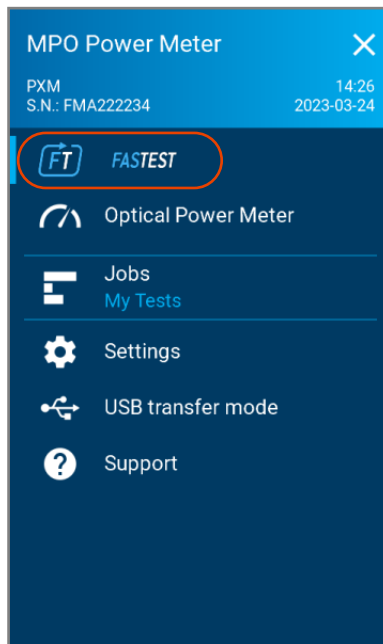 MPO Power Meter
PXM
S.N.: FMA222234
14:26
2023-03-24
FT FASTEST
Optical Power Meter
Jobs
My Tests
Settings
USB transfer mode
? Support